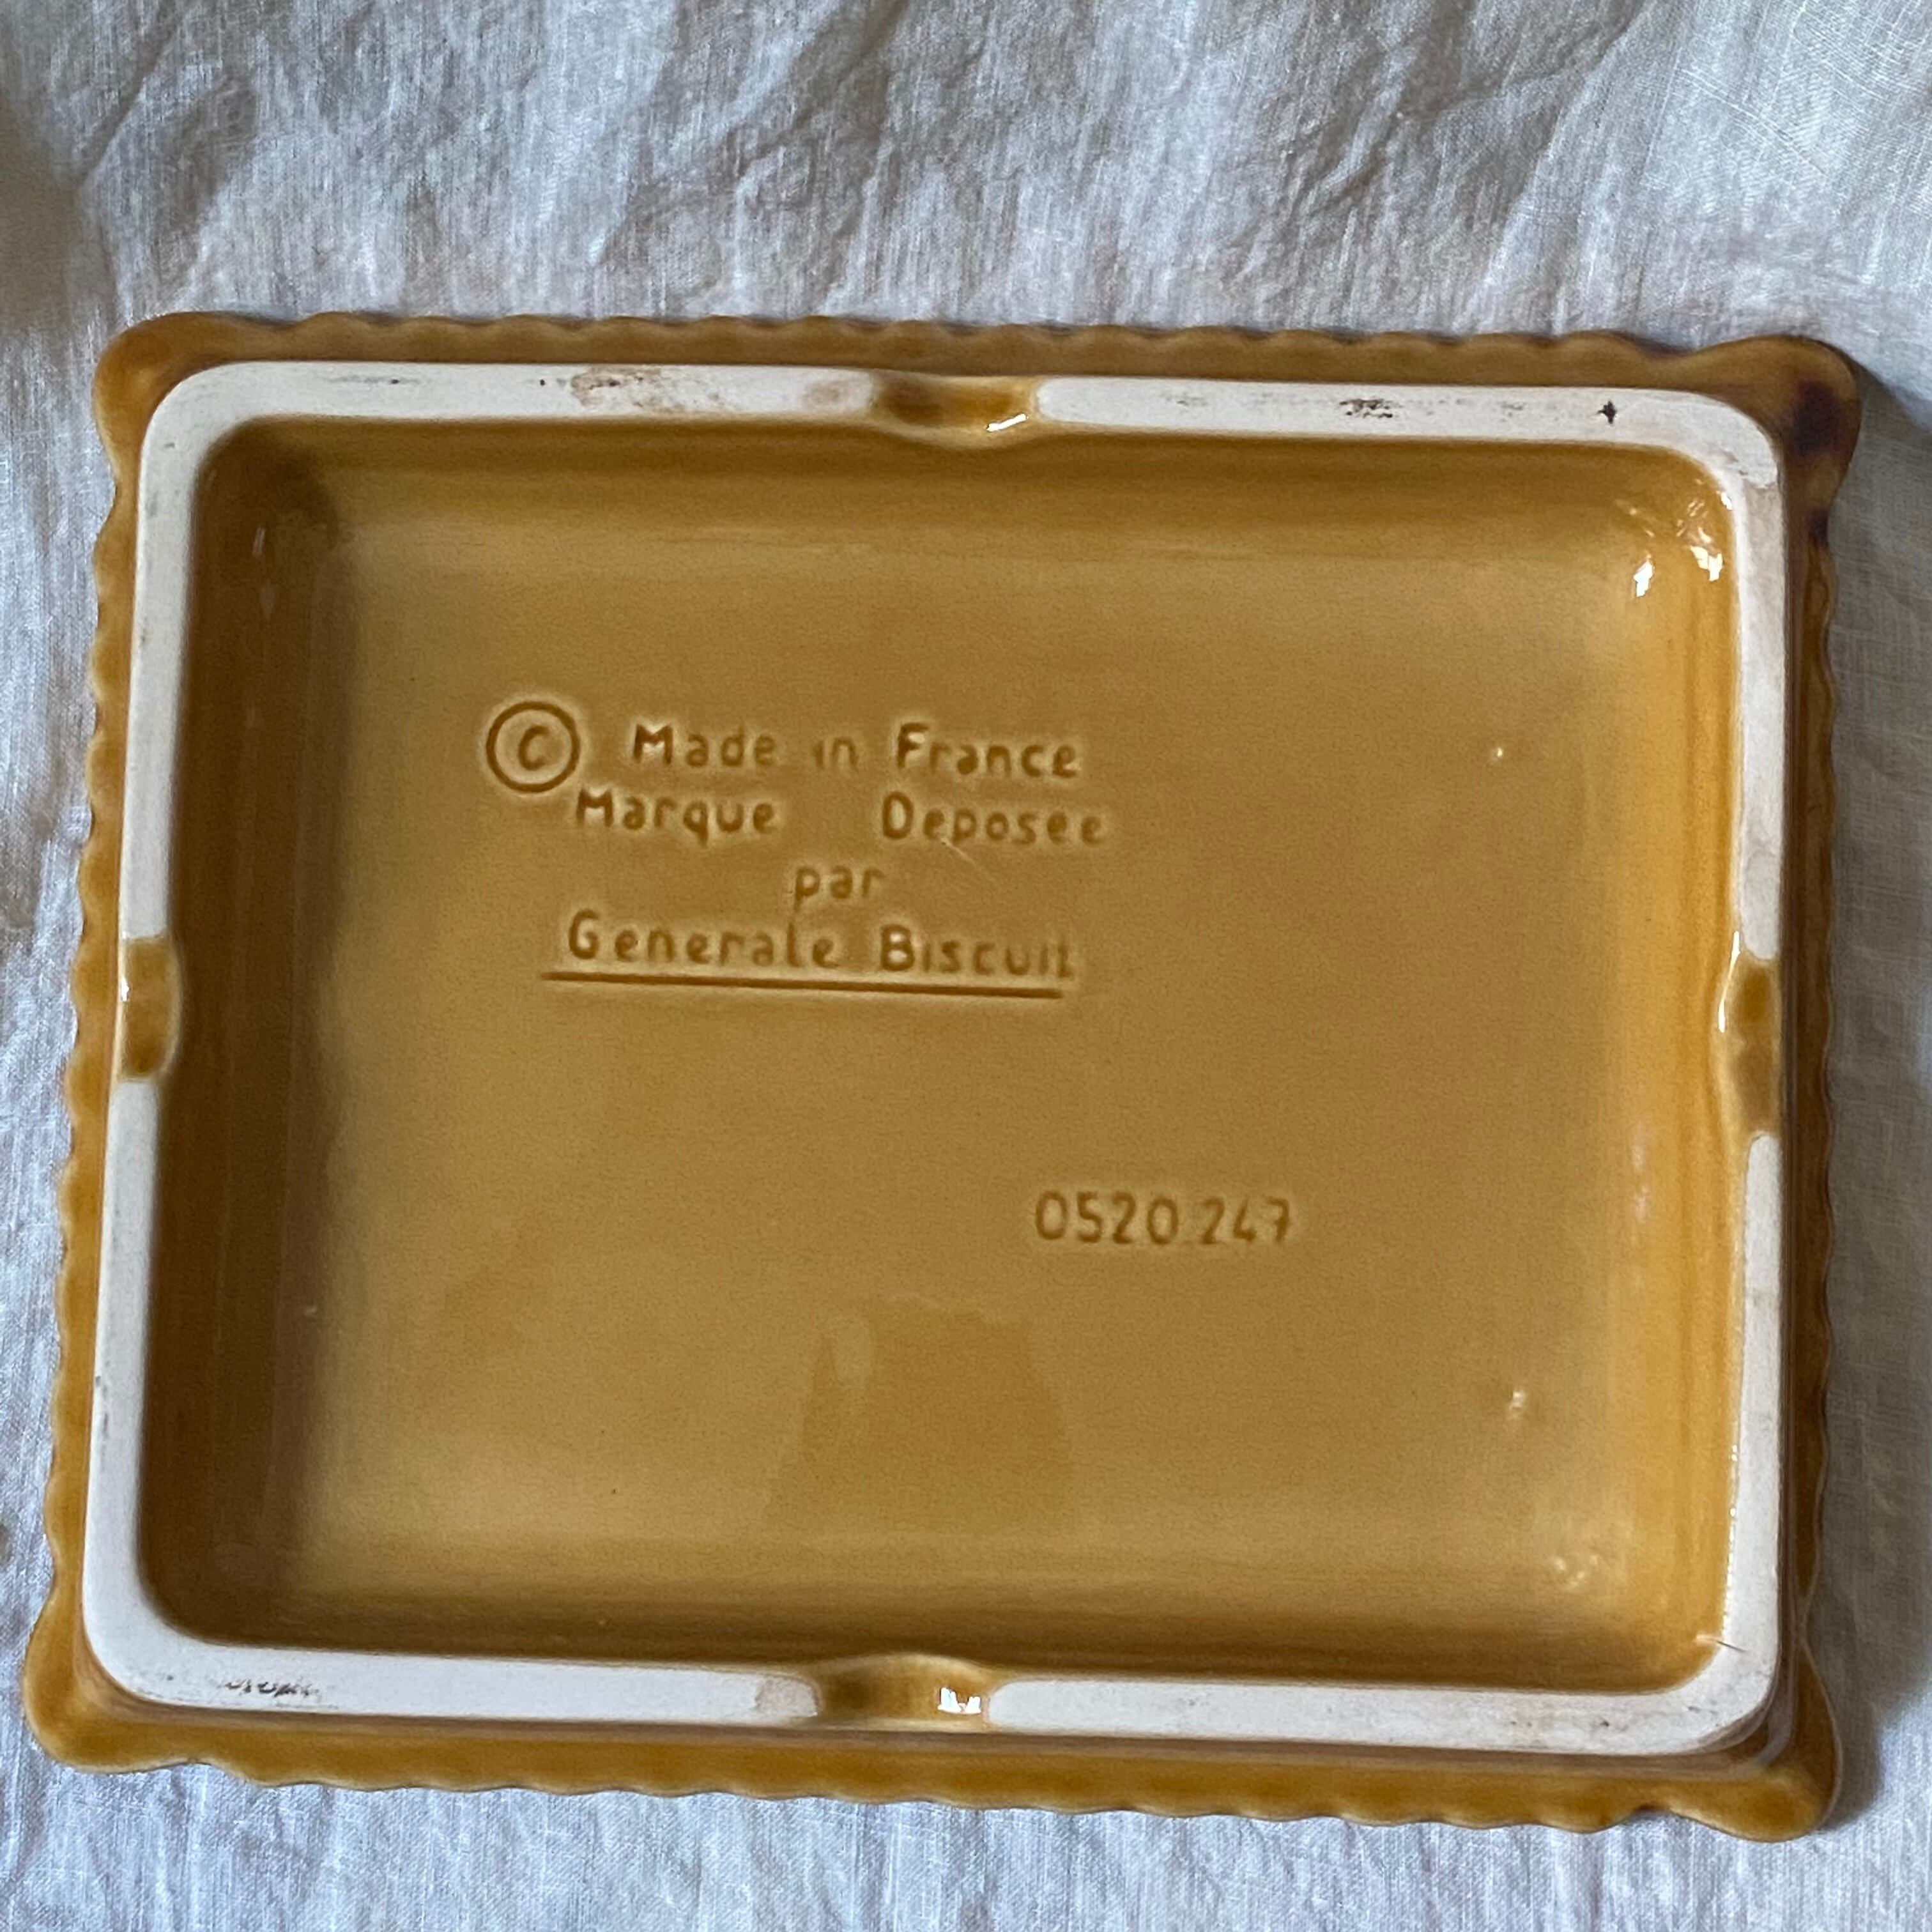 © Made in France
Marque Deposee
par
Generale Biscuit
0520.247